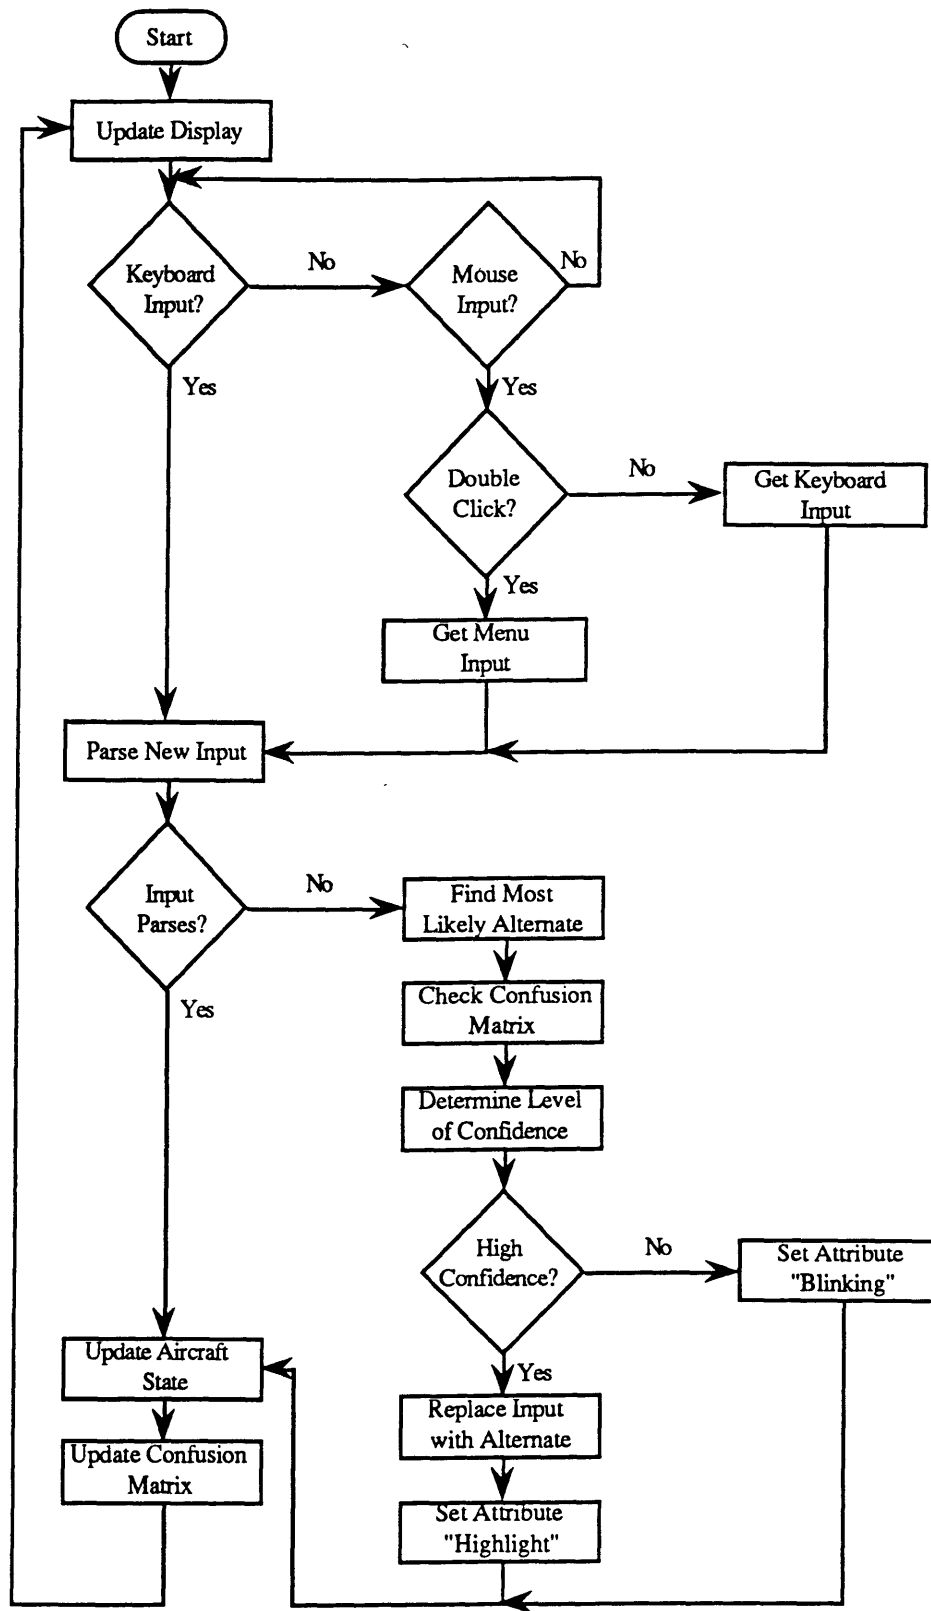 Start
Update Display
Keyboard
Input?
No
Mouse
Input?
No
Yes
Yes
Double
Click?
No
Get Keyboard
Input
Yes
Get Menu
Input
Parse New Input
Input
Parses?
No
Find Most
Likely Alternate
Yes
Check Confusion
Matrix
Determine Level
of Confidence
High
Confidence?
No
Set Attribute
"Blinking"
Update Aircraft
State
Yes
Replace Input
with Alternate
Update Confusion
Matrix
Set Attribute
"Highlight"